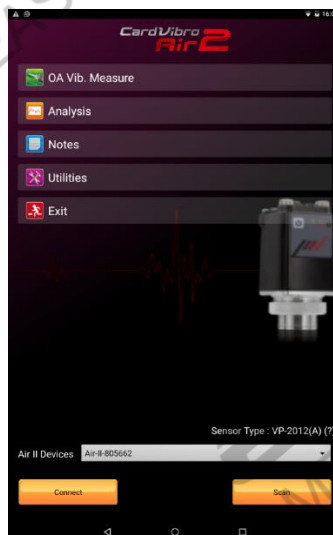 CardVibro
Air2
OA Vib. Measure
Analysis
Notes
Utilities
Exit
Sensor Type : VP-2012(A) (?)
Air II Devices Air-II-805662
Connect Scan